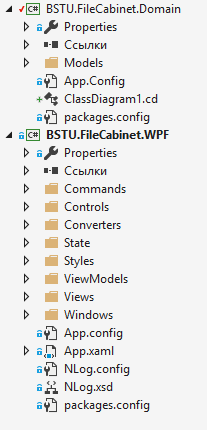 BSTU.FileCabinet.Domain
Properties
Ссылки
Models
App.Config
ClassDiagram1.cd
packages.config
BSTU.FileCabinet.WPF
Properties
Ссылки
Commands
Controls
Converters
State
Styles
ViewModels
Views
Windows
App.config
App.xaml
NLog.config
NLog.xsd
packages.config